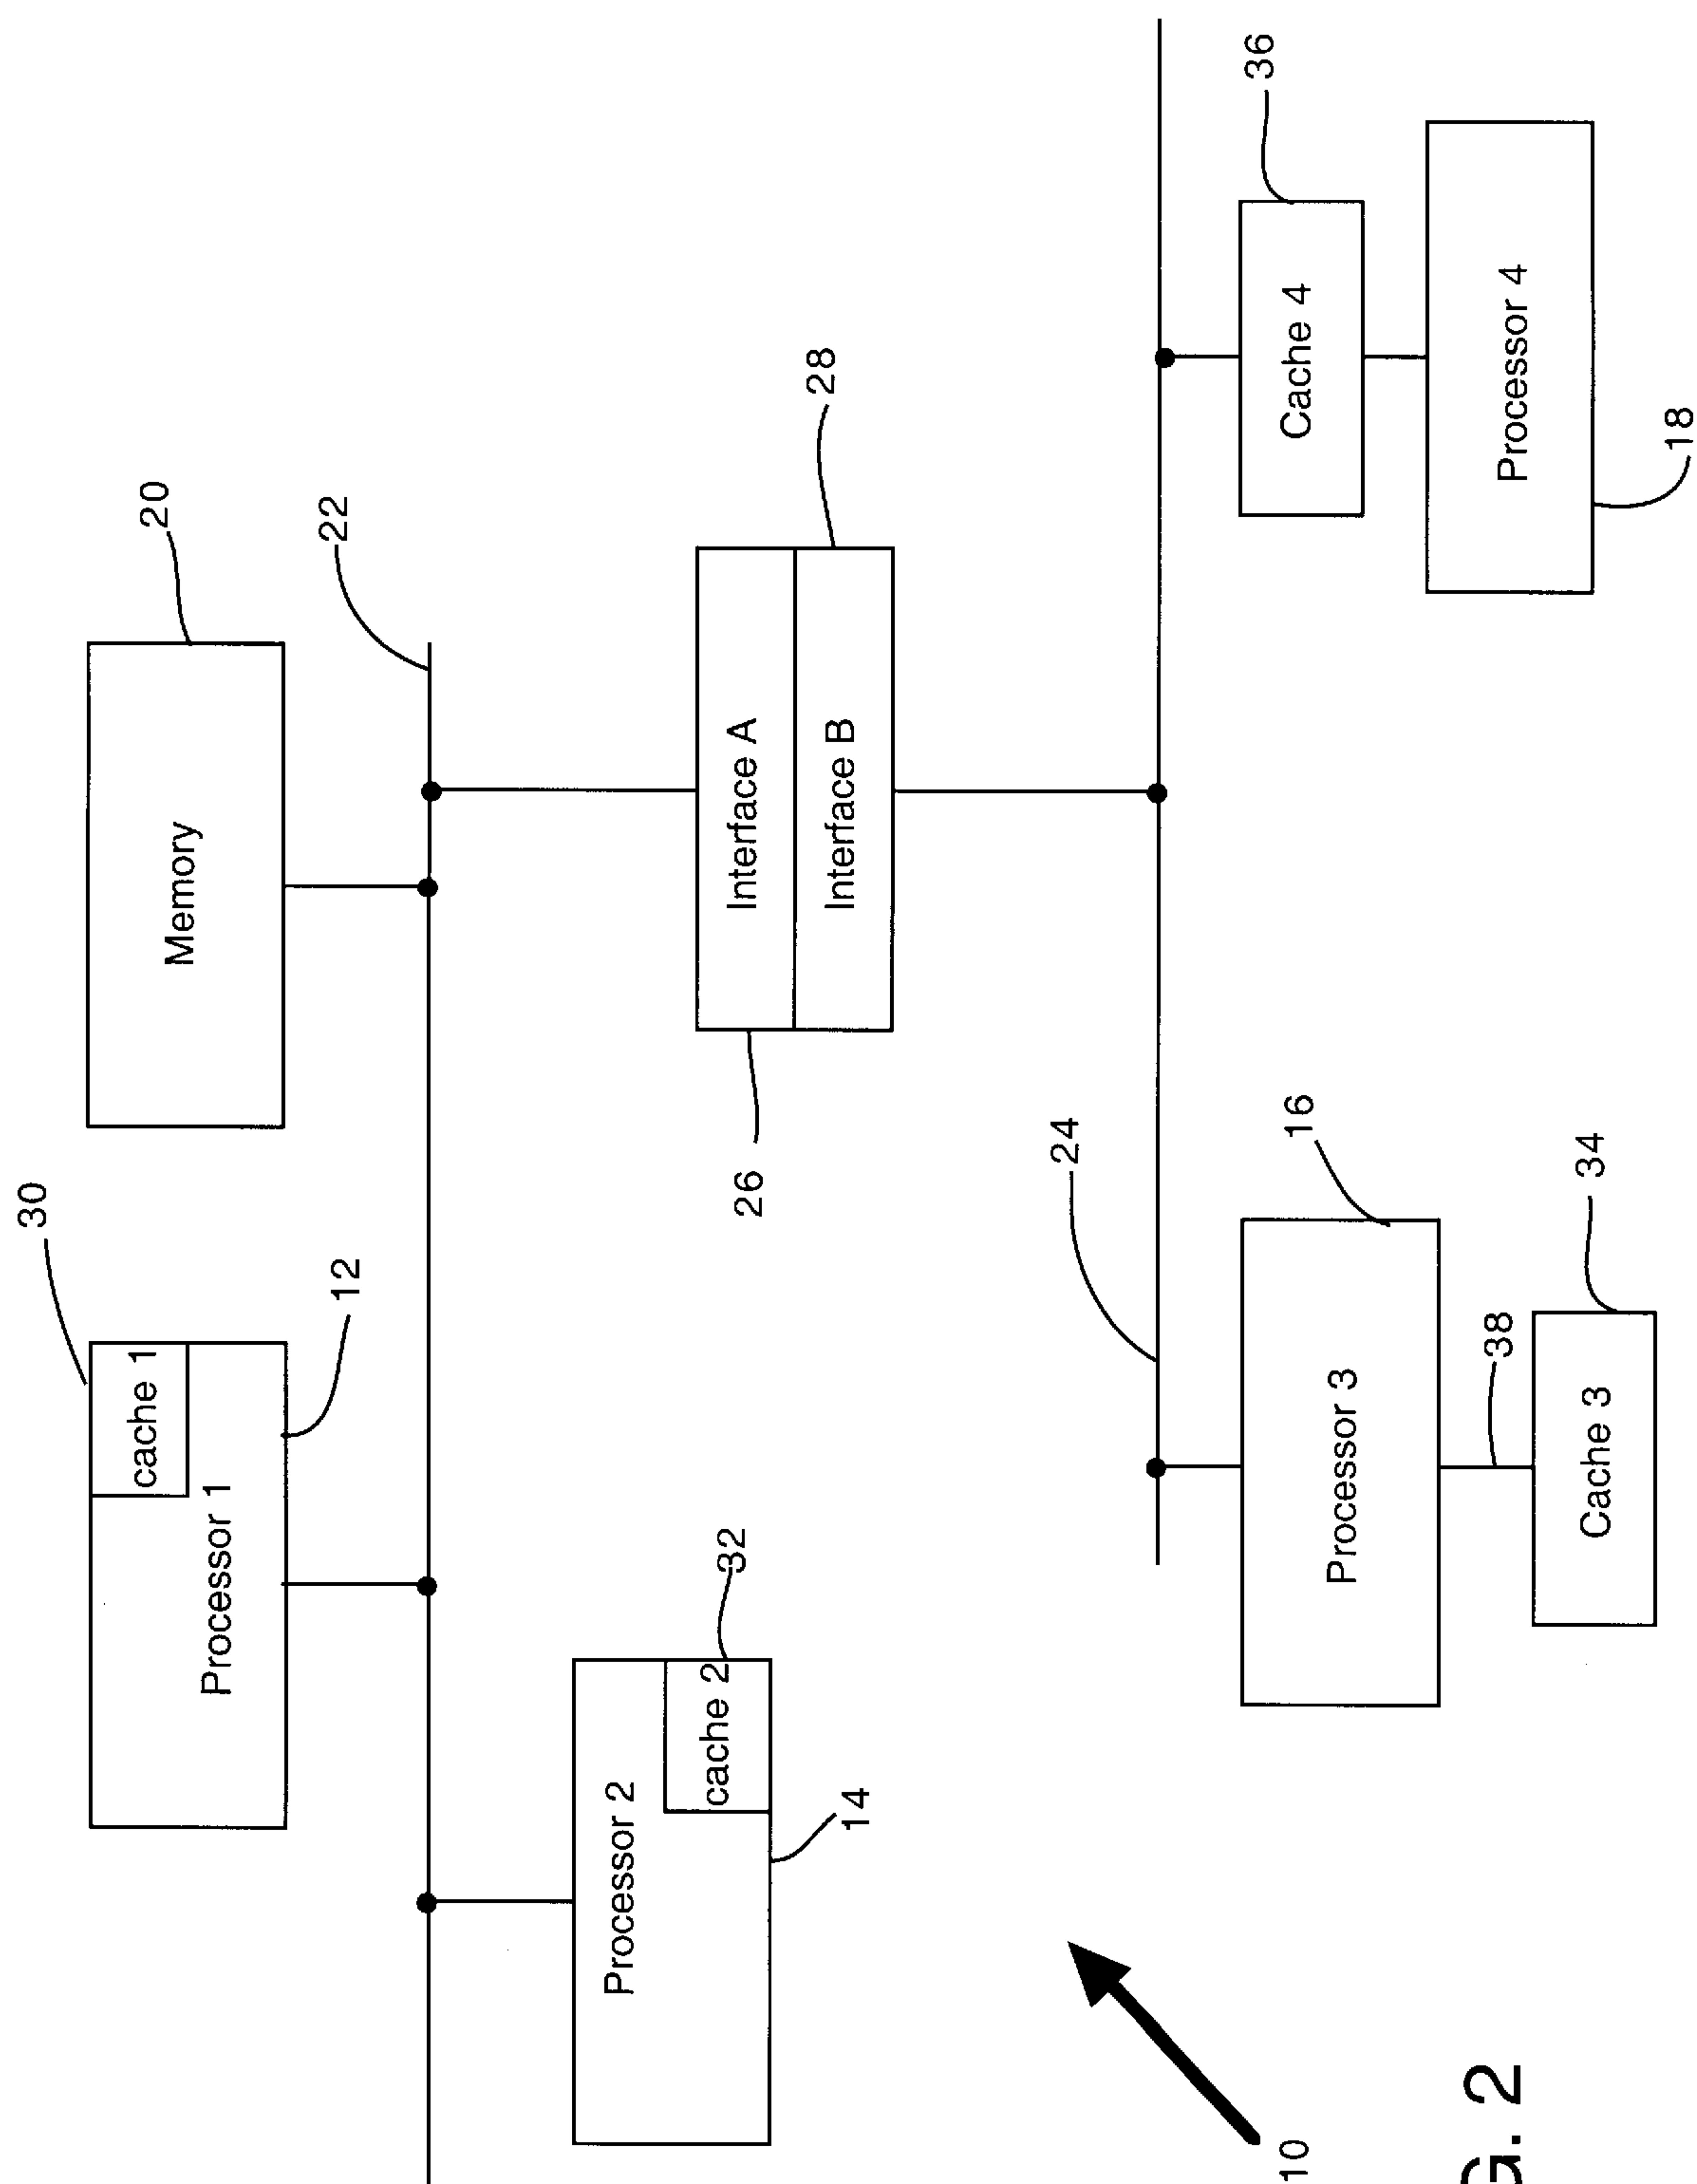 30
cache 1
20
Memory
Processor 1
12
22
Processor 2
cache 2
32
26
Interface A
Interface B
28
14
24
36
10
16
Cache 4
Processor 3
38
Processor 4
G. 2
Cache 3
34
18